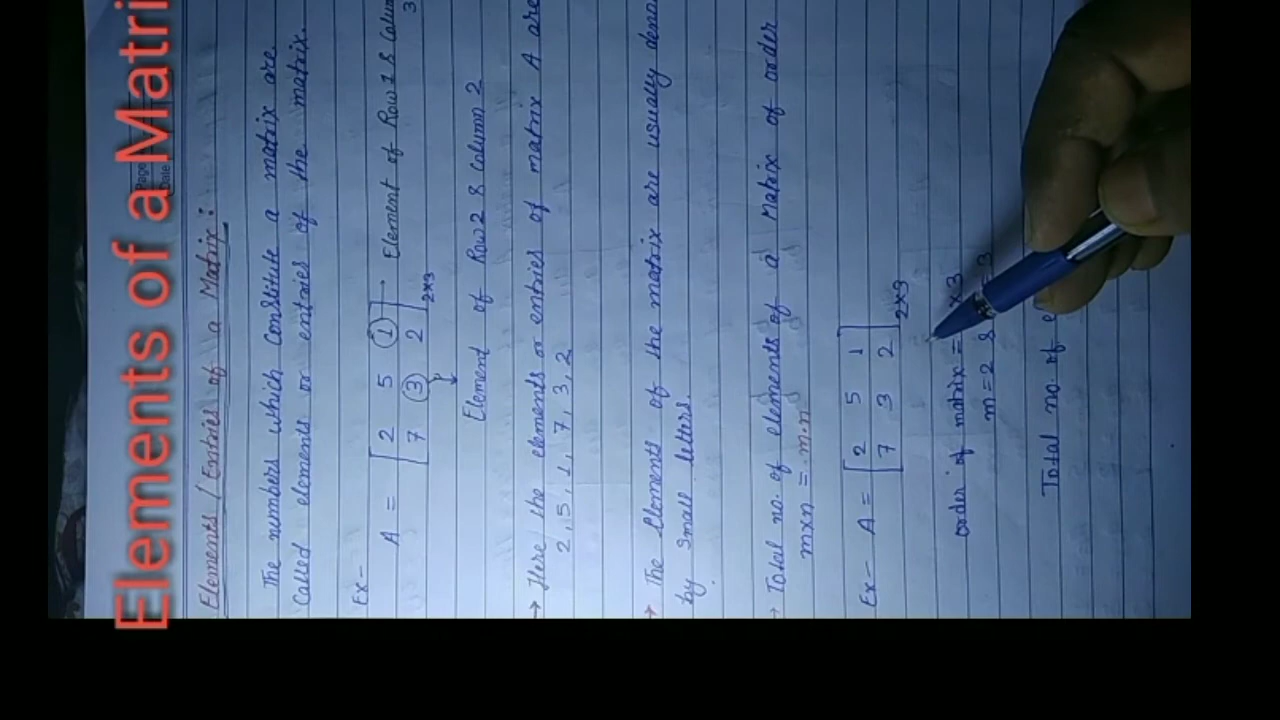 Elements of a Matri
Page
Date
Elements / Entries of a Matrix :
The numbers which constitute a matrix are
Called elements or entries of the matrix.
Ex -
A = [ 2 5 1 → Element of Row 1 & Colum
3
7 3 2 ] 2×3
Element of Row 2 & Column 2
→ Here the elements or entries of matrix A are
2, 5, 1, 7, 3, 2
→ The Elements of the matrix are usually deno
by small letters.
→ Total no. of elements of a Matrix of order
m×n = m·n
Ex - A = [ 2 5 1
7 3 2 ] 2×3
order of matrix = ×3
m = 2 & 3
Total no. of e